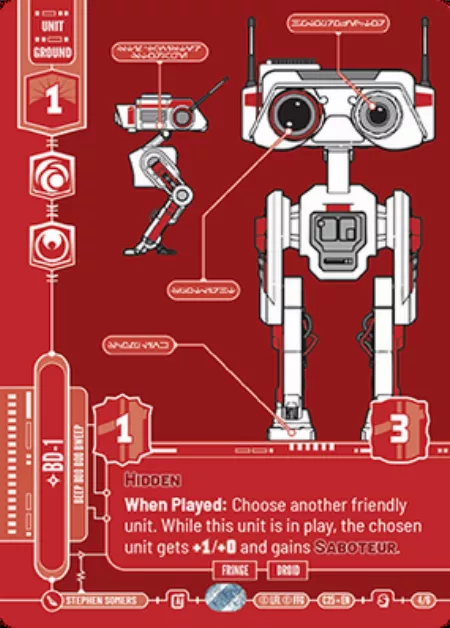 UNIT
GROUND
1
BD-1
BEEP BOO DOO BWEEP
1
3
HIDDEN
When Played: Choose another friendly
unit. While this unit is in play, the chosen
unit gets +1/+0 and gains SABOTEUR.
FRINGE
DROID
STEPHEN SOMERS
© LFL © FFG
C25 • EN
4/6